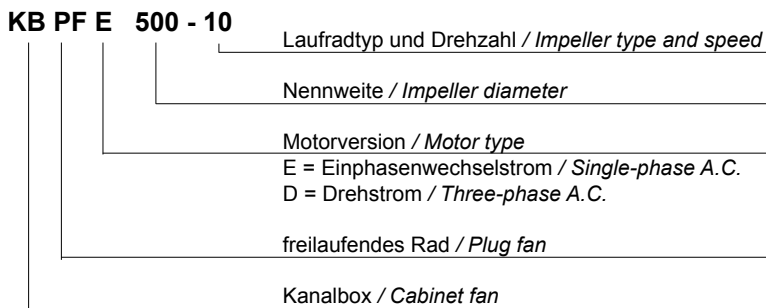 KB PF E 500 - 10
Laufradtyp und Drehzahl / Impeller type and speed
Nennweite / Impeller diameter
Motorversion / Motor type
E = Einphasenwechselstrom / Single-phase A.C.
D = Drehstrom / Three-phase A.C.
freilaufendes Rad / Plug fan
Kanalbox / Cabinet fan